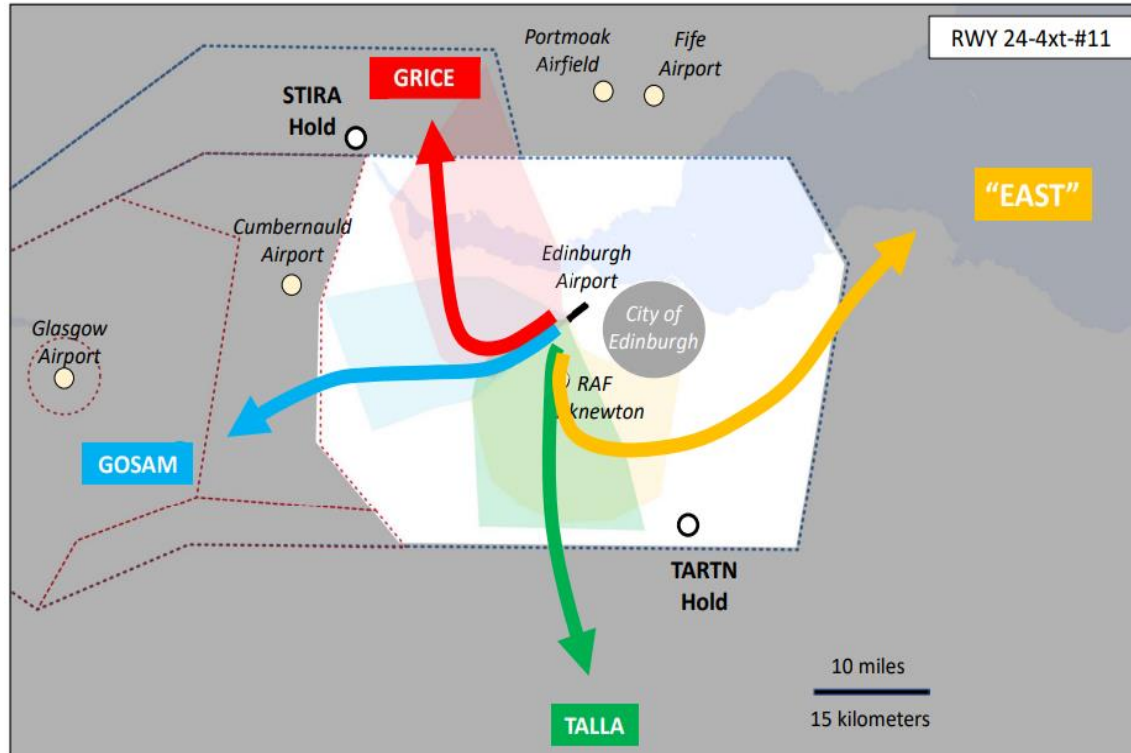 RWY 24-4xt-#11
Portmoak
Airfield
Fife
Airport
GRICE
STIRA
Hold
"EAST"
Cumbernauld
Airport
Edinburgh
Airport
City of
Edinburgh
Glasgow
Airport
RAF
knewton
GOSAM
TARTN
Hold
10 miles
15 kilometers
TALLA